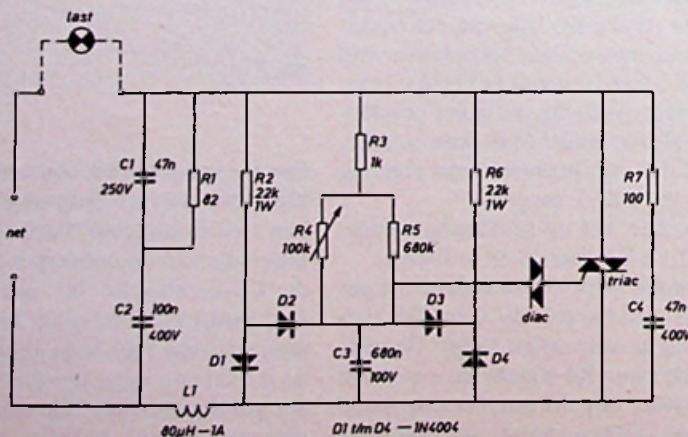 last
net
C1
47n
250V
R1
82
R2
22k
1W
R3
1k
R4
100k
R5
680k
R6
22k
1W
R7
100
C2
100n
400V
D2
D1
C3
680n
100V
D3
D4
diac
triac
C4
47n
400V
L1
80μH—1A
D1 t/m D4 — 1N4004